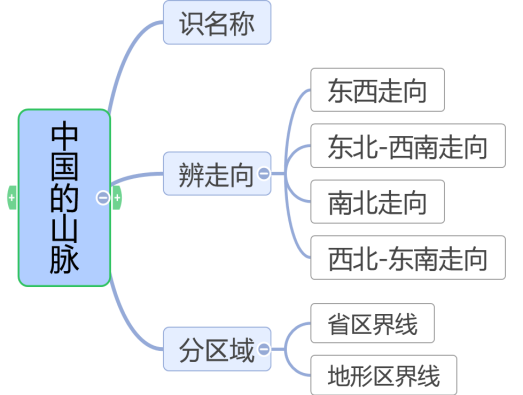 中国的山脉
识名称
辨走向
东西走向
东北-西南走向
南北走向
西北-东南走向
分区域
省区界线
地形区界线